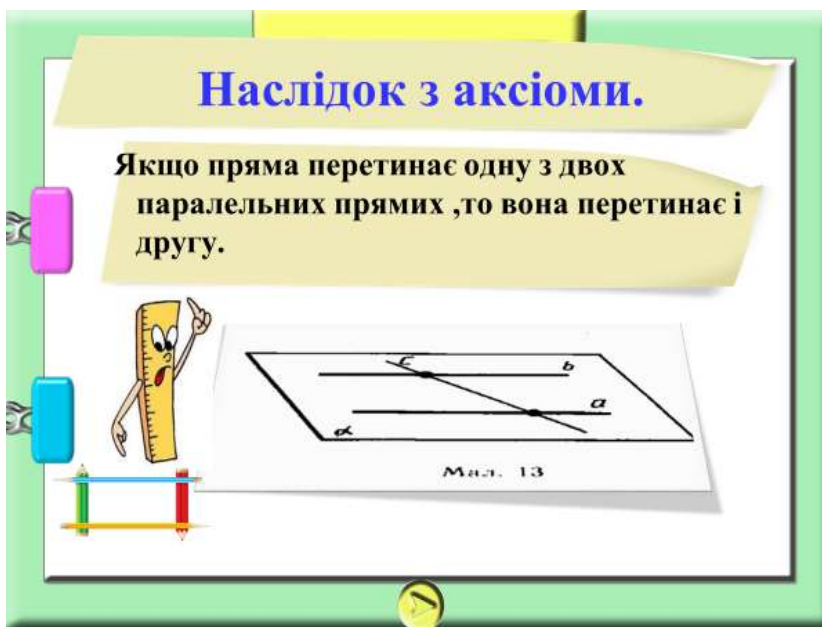 Наслідок з аксіоми.
Якщо пряма перетинає одну з двох
паралельних прямих ,то вона перетинає і
другу.
c
b
a
α
Мал. 13